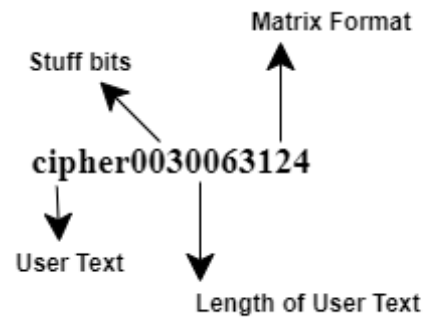 Matrix Format
Stuff bits
cipher0030063124
User Text
Length of User Text